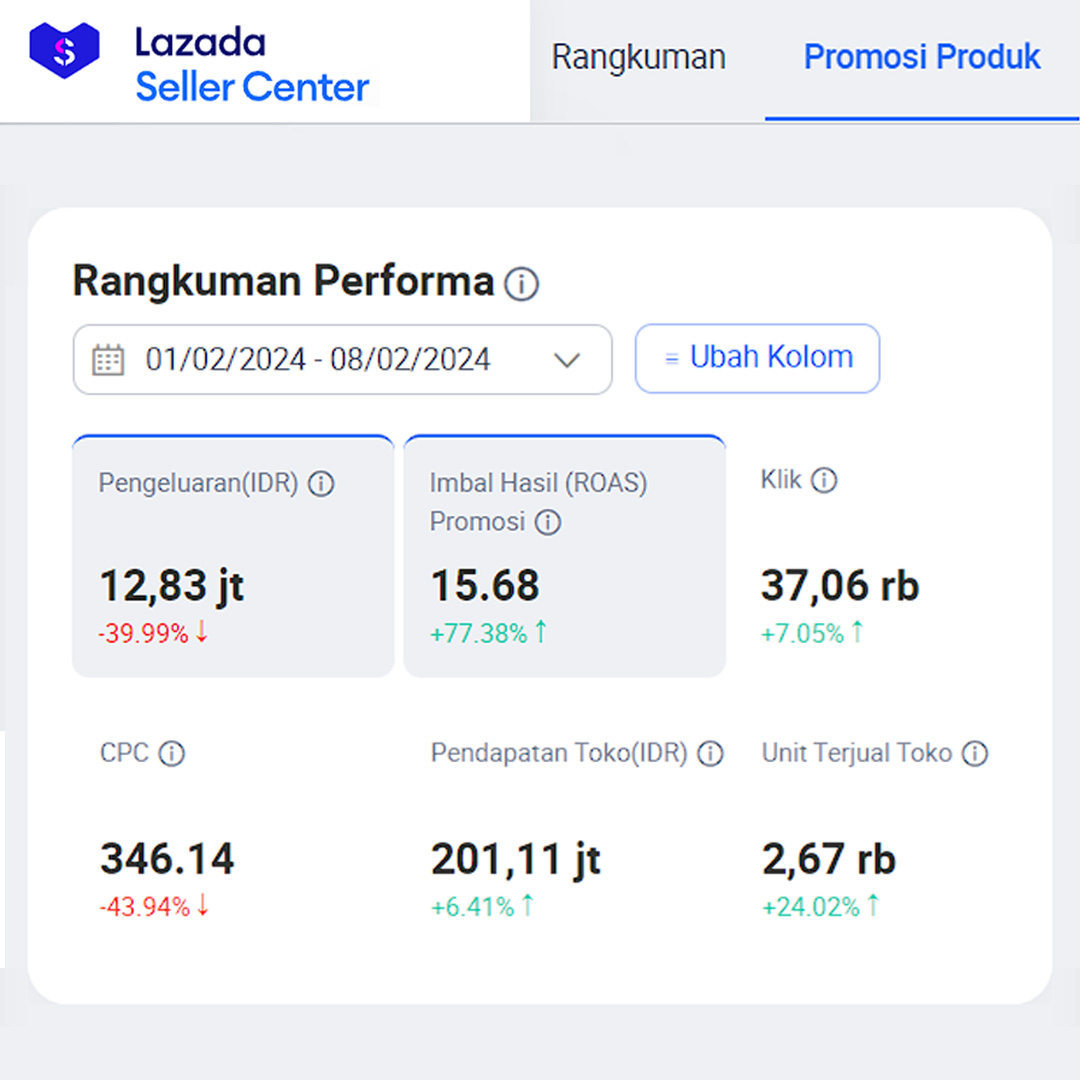 Lazada
Seller Center
Rangkuman
Promosi Produk
Rangkuman Performa
01/02/2024 - 08/02/2024
Ubah Kolom
Pengeluaran(IDR)
12,83 jt
-39.99% ↓
Imbal Hasil (ROAS)
Promosi
15.68
+77.38% ↑
Klik
37,06 rb
+7.05% ↑
CPC
346.14
-43.94% ↓
Pendapatan Toko(IDR)
201,11 jt
+6.41% ↑
Unit Terjual Toko
2,67 rb
+24.02% ↑